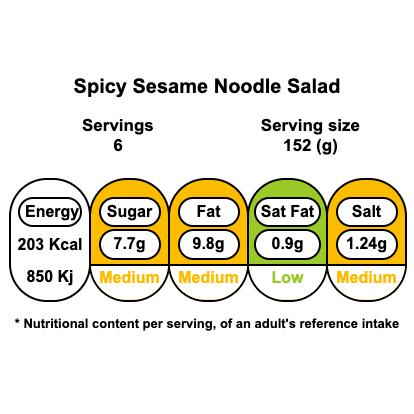 Spicy Sesame Noodle Salad
Servings Serving size
6 152 (g)
Energy Sugar Fat Sat Fat Salt
203 Kcal 7.7g 9.8g 0.9g 1.24g
850 Kj Medium Medium Low Medium
* Nutritional content per serving, of an adult's reference intake